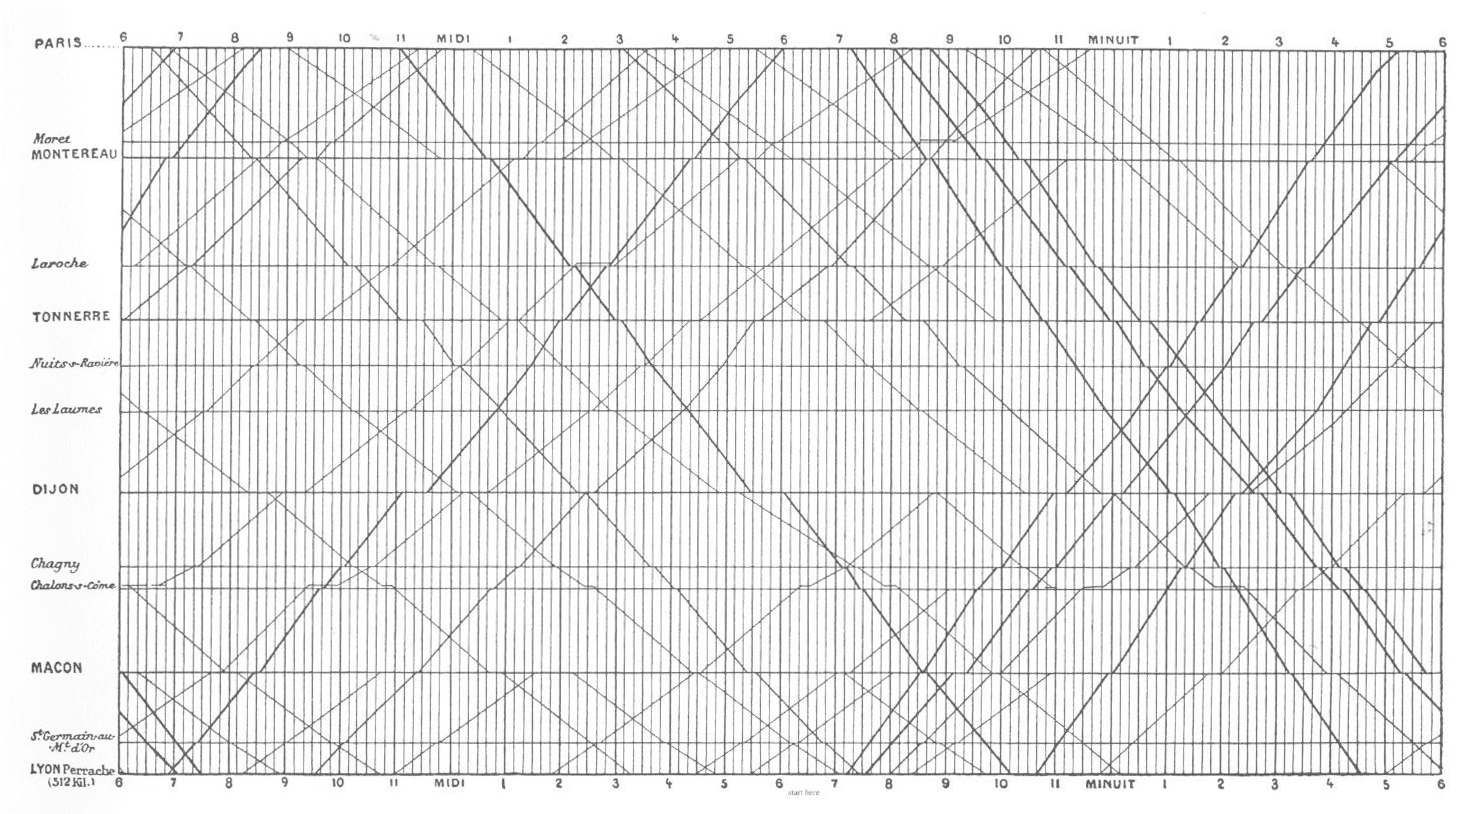 6 7 8 9 10 11 MIDI 1 2 3 4 5 6 7 8 9 10 11 MINUIT 1 2 3 4 5 6
PARIS......
Moret
MONTEREAU
Laroche
TONNERRE
Nuits-s-Ravière
Les Laumes
DIJON
Chagny
Chalons-s-Côme
MACON
St Germain-au-
-Mt d'Or
LYON Perrache
(512 Kil.)
6 7 8 9 10 11 MIDI 1 2 3 4 5 6 7 8 9 10 11 MINUIT 1 2 3 4 5 6
start here